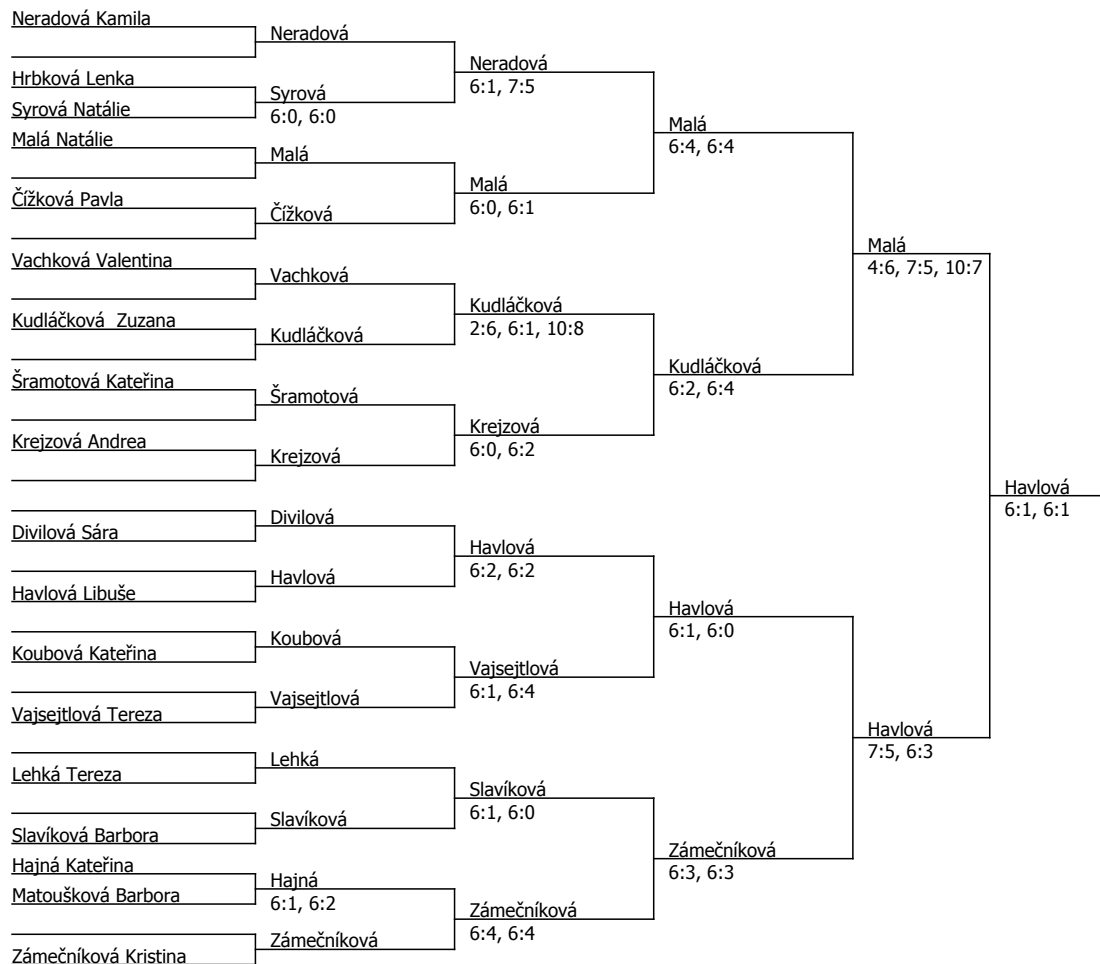 Neradová Kamila
Hrbková Lenka
Syrová Natálie
Malá Natálie
Čížková Pavla
Vachková Valentina
Kudláčková  Zuzana
Šramotová Kateřina
Krejzová Andrea
Divilová Sára
Havlová Libuše
Koubová Kateřina
Vajsejtlová Tereza
Lehká Tereza
Slavíková Barbora
Hajná Kateřina
Matoušková Barbora
Zámečníková Kristina
Neradová
Syrová
6:0, 6:0
Malá
Čížková
Vachková
Kudláčková
Šramotová
Krejzová
Divilová
Havlová
Koubová
Vajsejtlová
Lehká
Slavíková
Hajná
6:1, 6:2
Zámečníková
Neradová
6:1, 7:5
Malá
6:0, 6:1
Kudláčková
2:6, 6:1, 10:8
Krejzová
6:0, 6:2
Havlová
6:2, 6:2
Vajsejtlová
6:1, 6:4
Slavíková
6:1, 6:0
Zámečníková
6:4, 6:4
Malá
6:4, 6:4
Kudláčková
6:2, 6:4
Havlová
6:1, 6:0
Zámečníková
6:3, 6:3
Malá
4:6, 7:5, 10:7
Havlová
7:5, 6:3
Havlová
6:1, 6:1